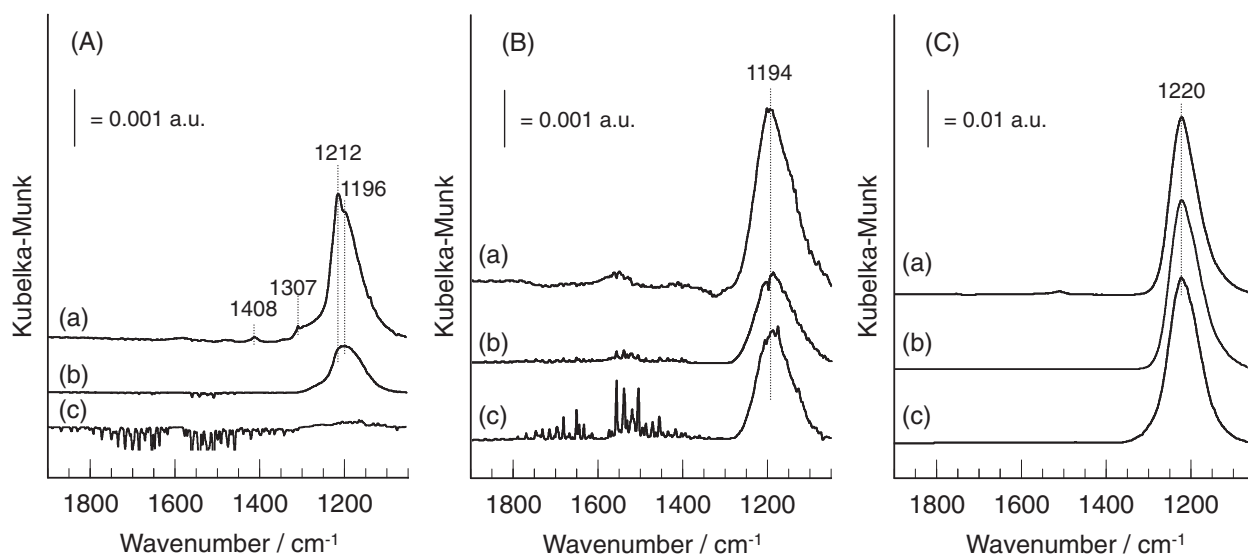 (A)
= 0.001 a.u.
1212
1196
1307
1408
(a)
(b)
(c)
Kubelka-Munk
1800 1600 1400 1200
Wavenumber / cm⁻¹
(B)
1194
= 0.001 a.u.
(a)
(b)
(c)
Kubelka-Munk
1800 1600 1400 1200
Wavenumber / cm⁻¹
(C)
1220
= 0.01 a.u.
(a)
(b)
(c)
Kubelka-Munk
1800 1600 1400 1200
Wavenumber / cm⁻¹